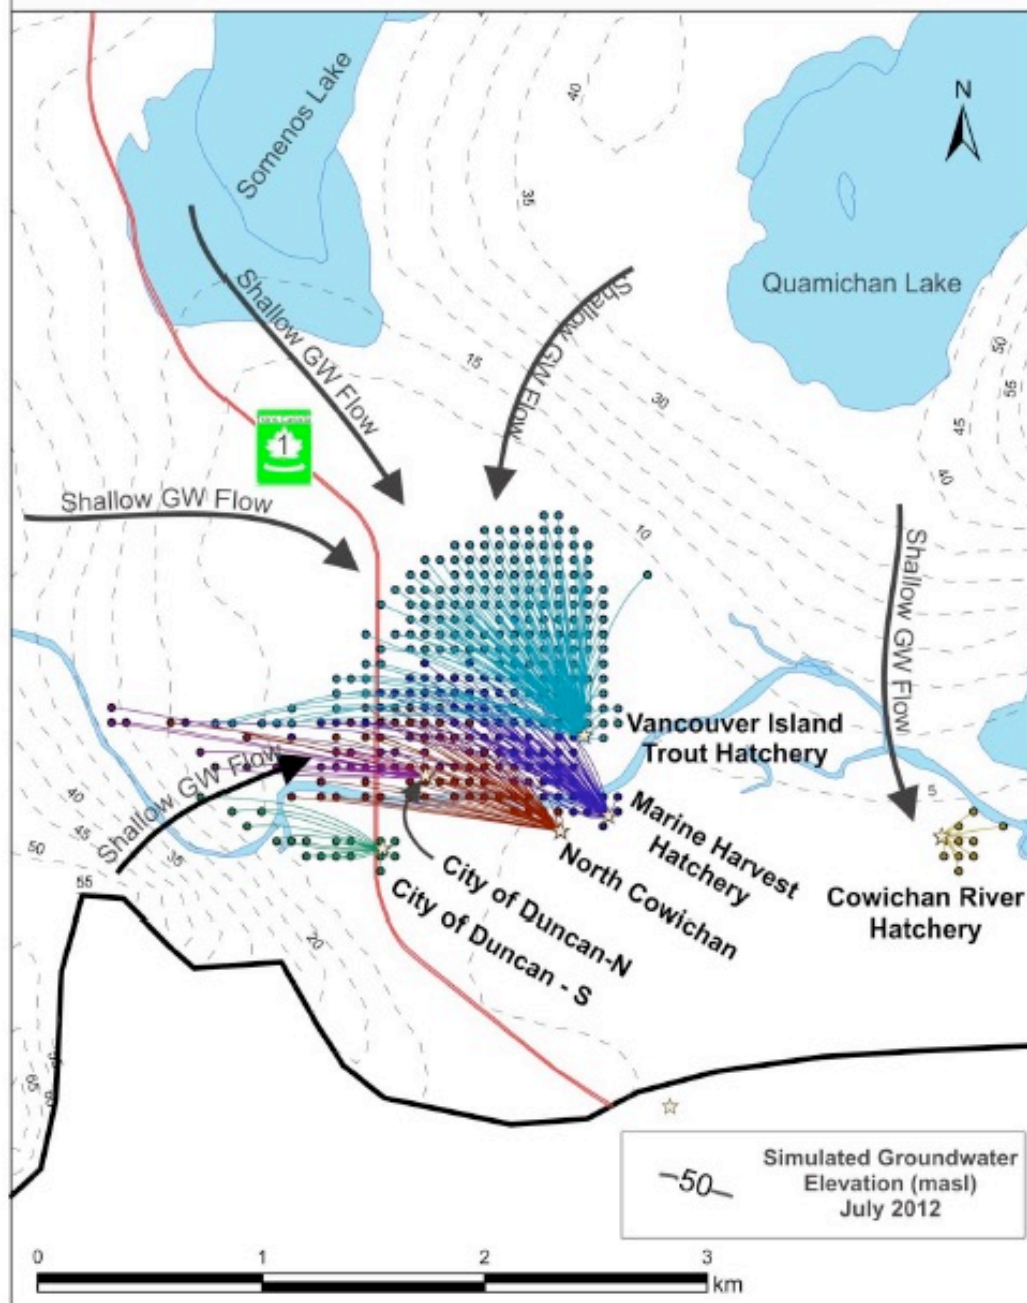 Somenos Lake
40
N
35
Quamichan Lake
Shallow GW Flow
Shallow GW Flow
15
30
50
55
45
40
1
Shallow GW Flow
10
Shallow GW Flow
Vancouver Island
Trout Hatchery
Shallow GW Flow
5
40
45
50
35
55
Marine Harvest
Hatchery
North Cowichan
City of Duncan-N
City of Duncan - S
Cowichan River
Hatchery
20
65
50
Simulated Groundwater
Elevation (masl)
July 2012
0 1 2 3
km